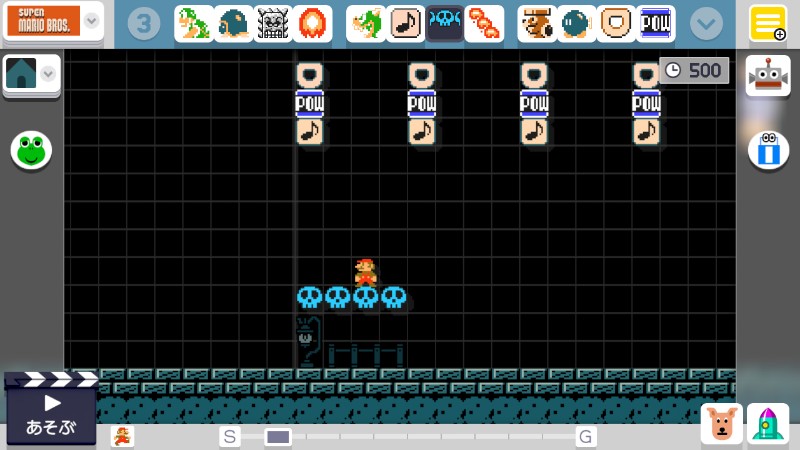 SUPER
MARIO BROS.
3
POW
500
POW POW POW POW
あそぶ
S G